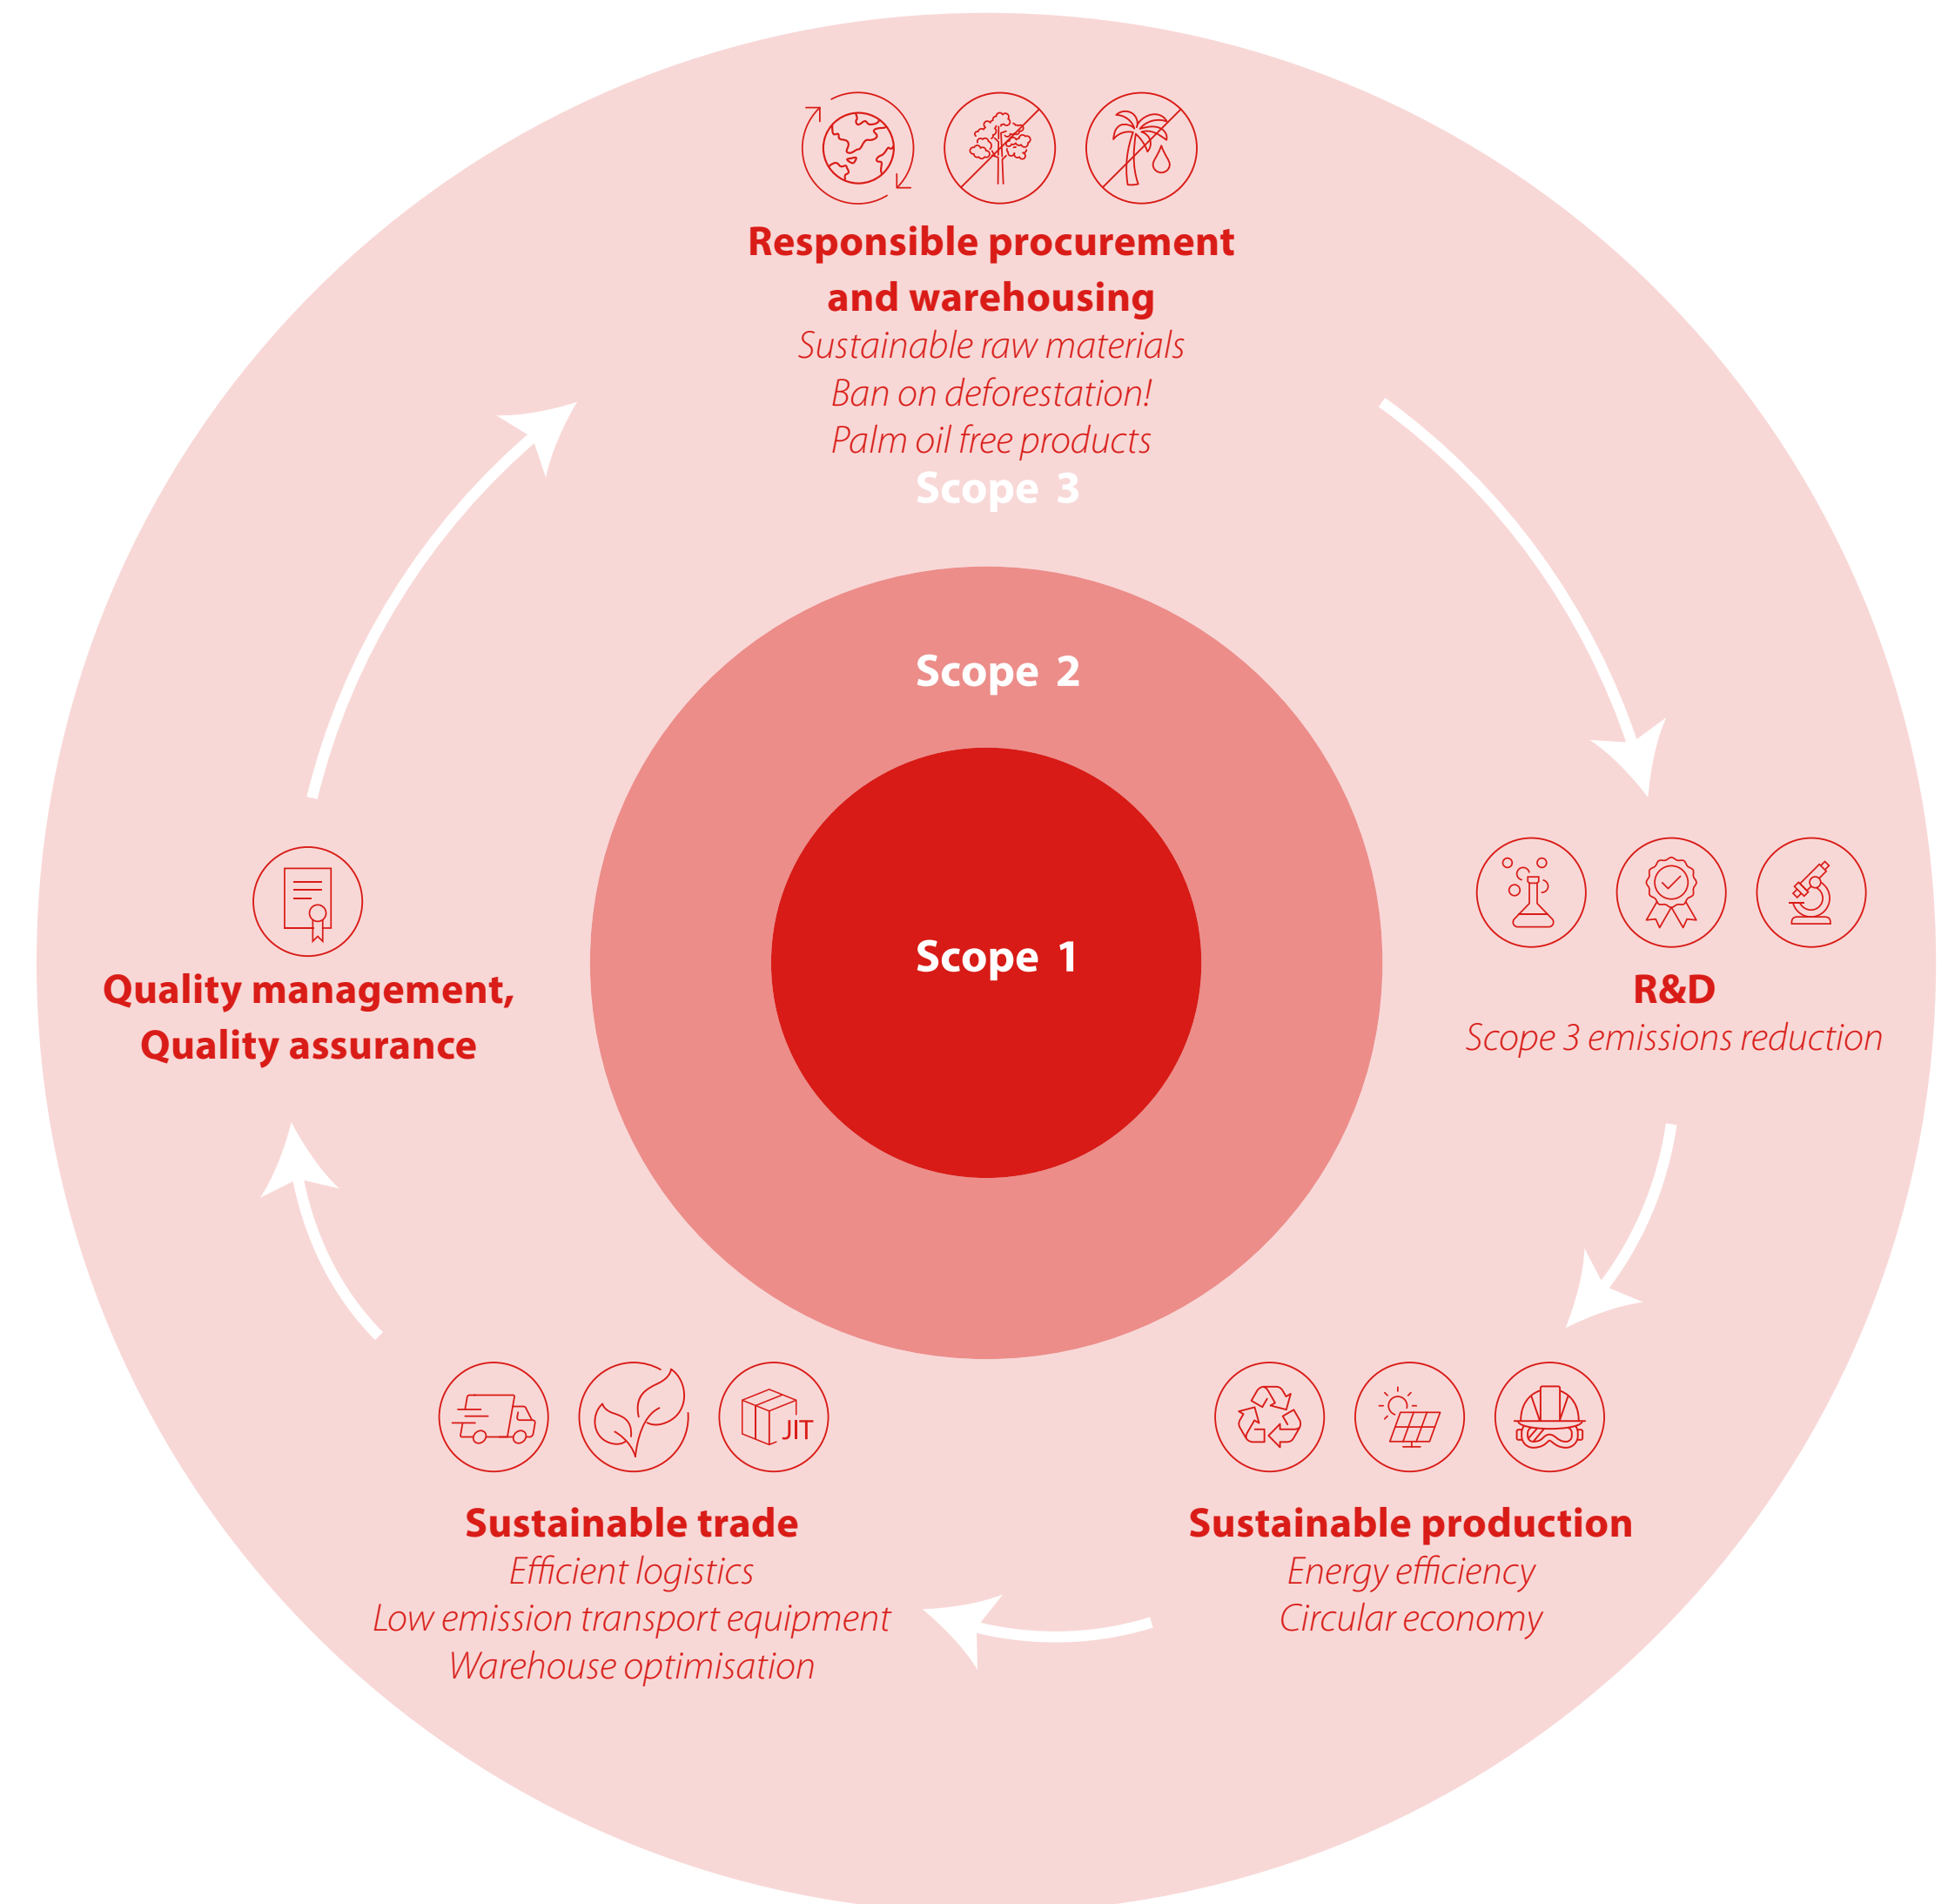 Responsible procurement
and warehousing
Sustainable raw materials
Ban on deforestation!
Palm oil free products
Scope 3
Scope 2
Scope 1
R&D
Scope 3 emissions reduction
Quality management,
Quality assurance
JIT
Sustainable trade
Efficient logistics
Low emission transport equipment
Warehouse optimisation
Sustainable production
Energy efficiency
Circular economy